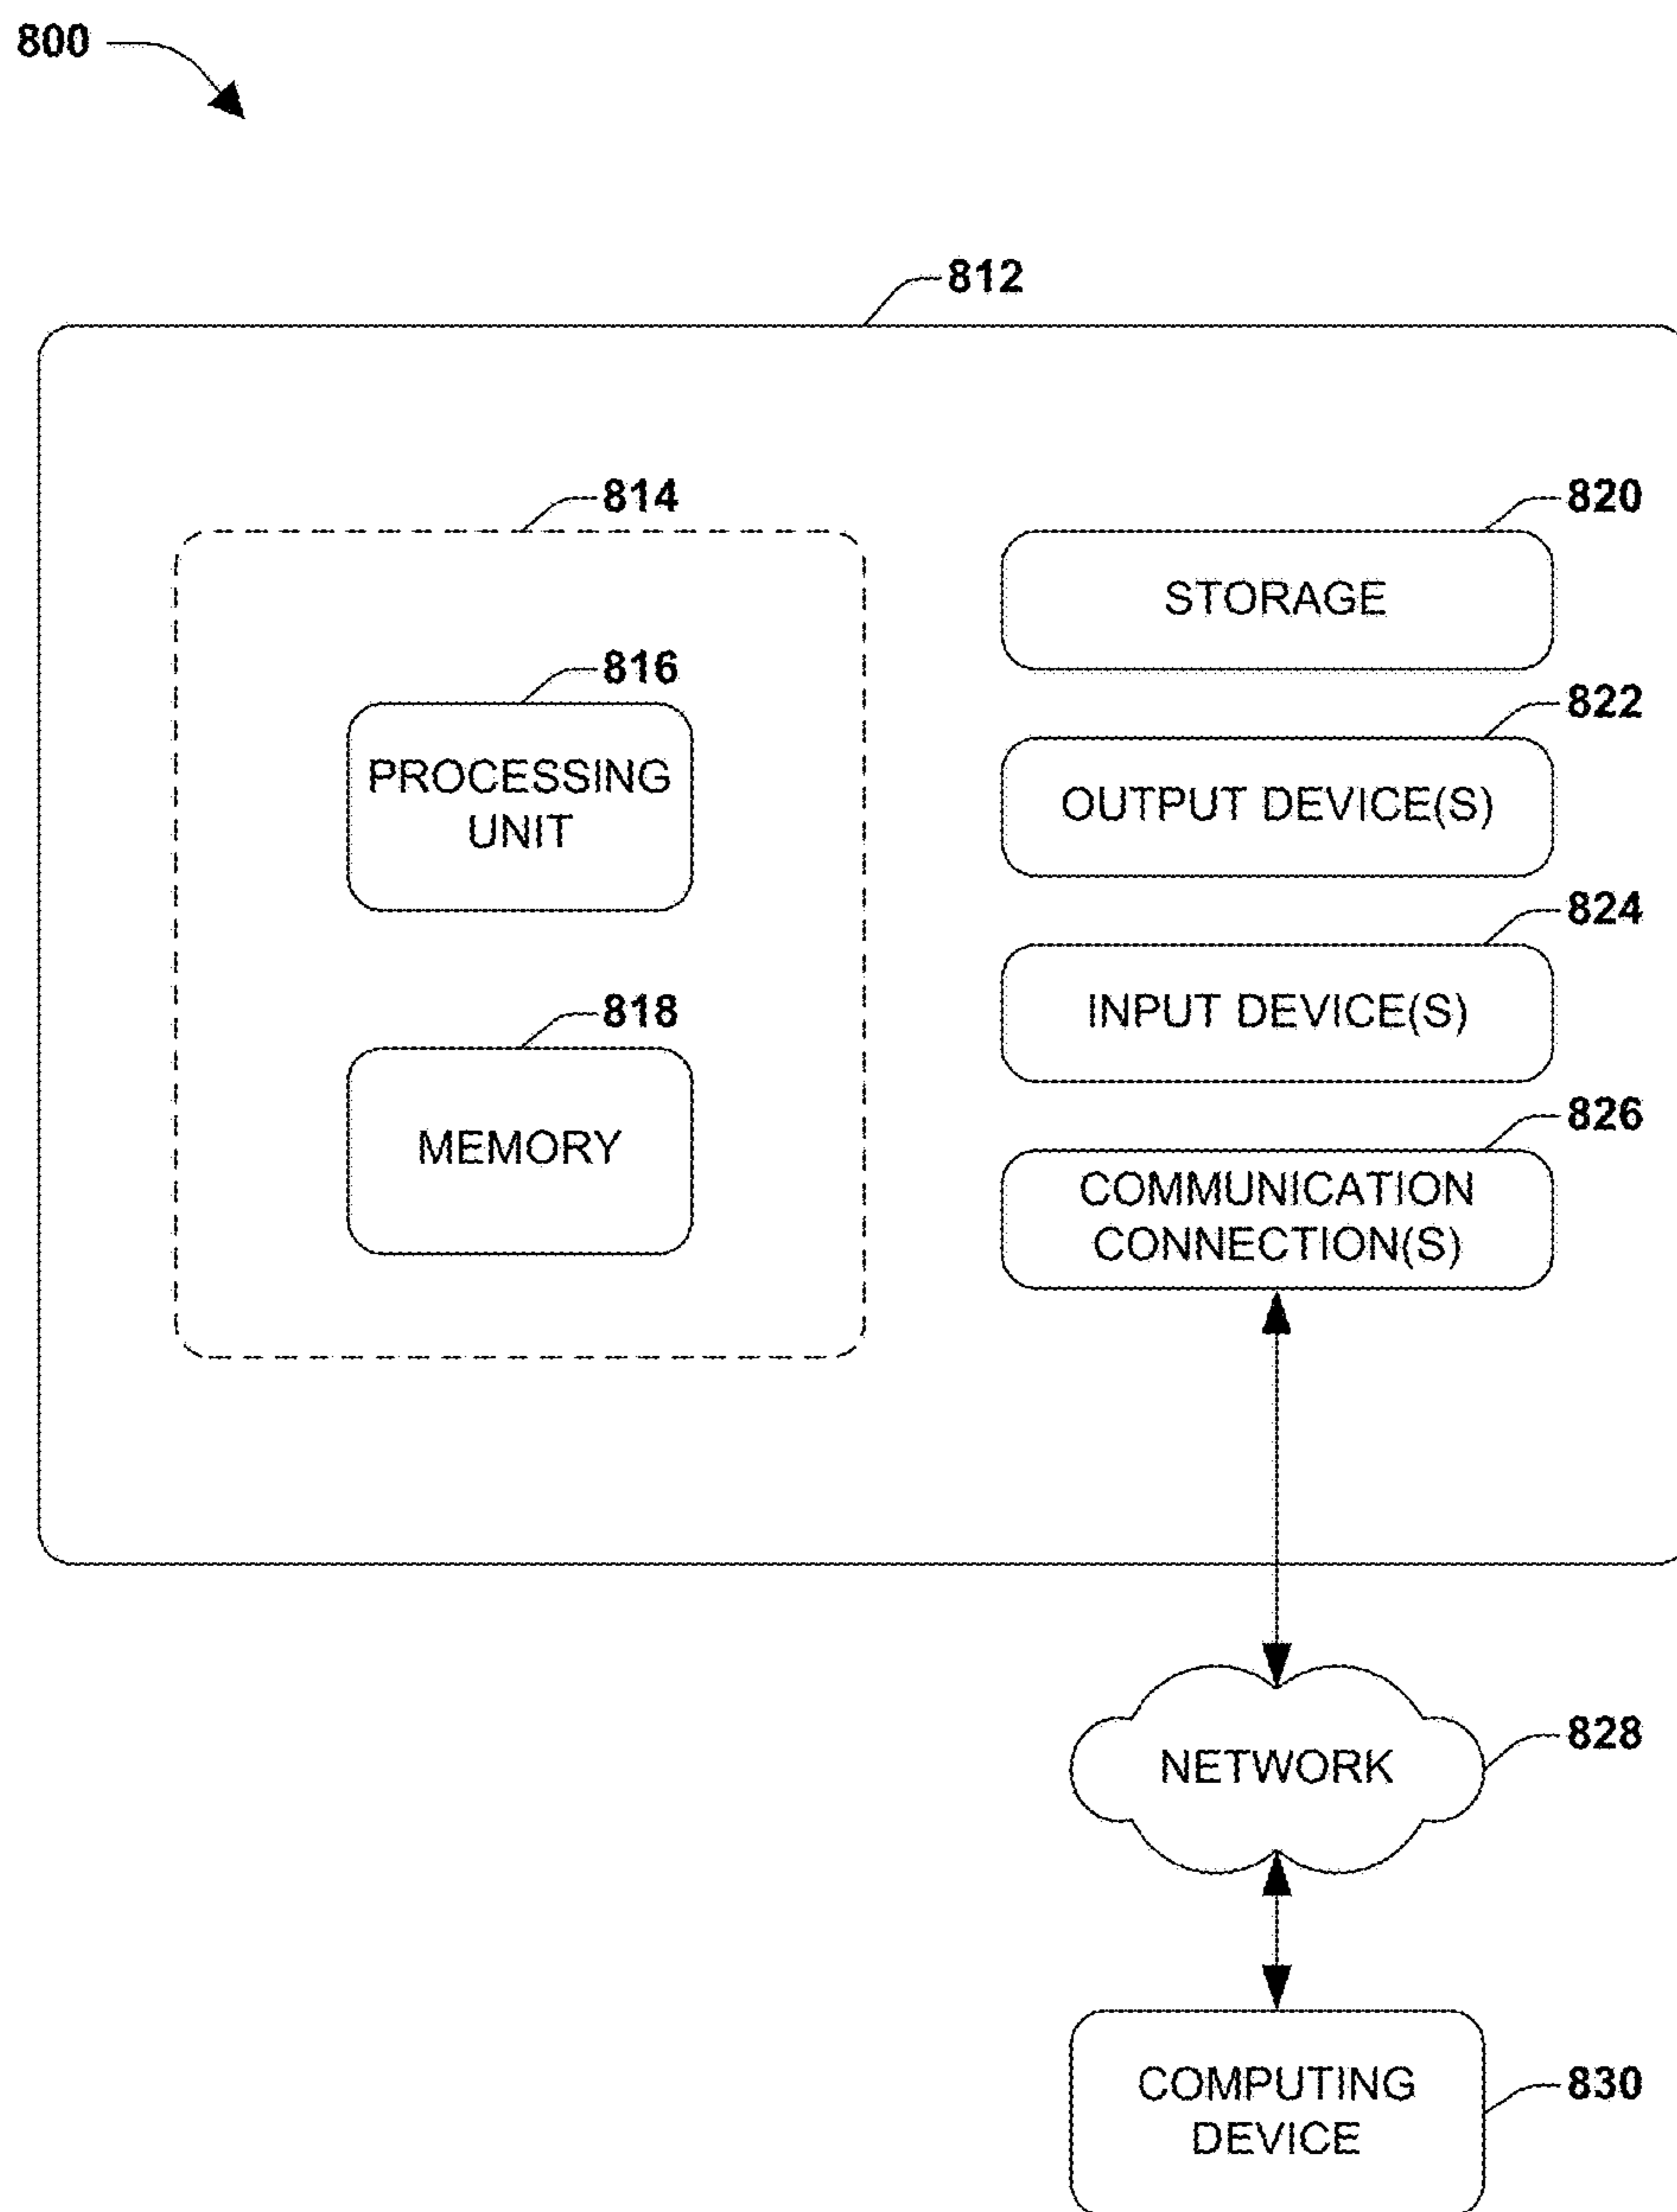 800
812
814
816
PROCESSING
UNIT
818
MEMORY
820
STORAGE
822
OUTPUT DEVICE(S)
824
INPUT DEVICE(S)
826
COMMUNICATION
CONNECTION(S)
828
NETWORK
830
COMPUTING
DEVICE